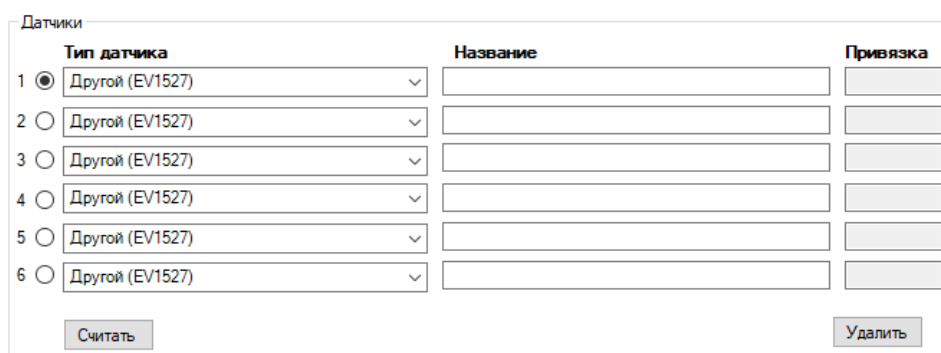 Датчики
Тип датчика Название Привязка
1 Другой (EV1527)
2 Другой (EV1527)
3 Другой (EV1527)
4 Другой (EV1527)
5 Другой (EV1527)
6 Другой (EV1527)
Считать Удалить